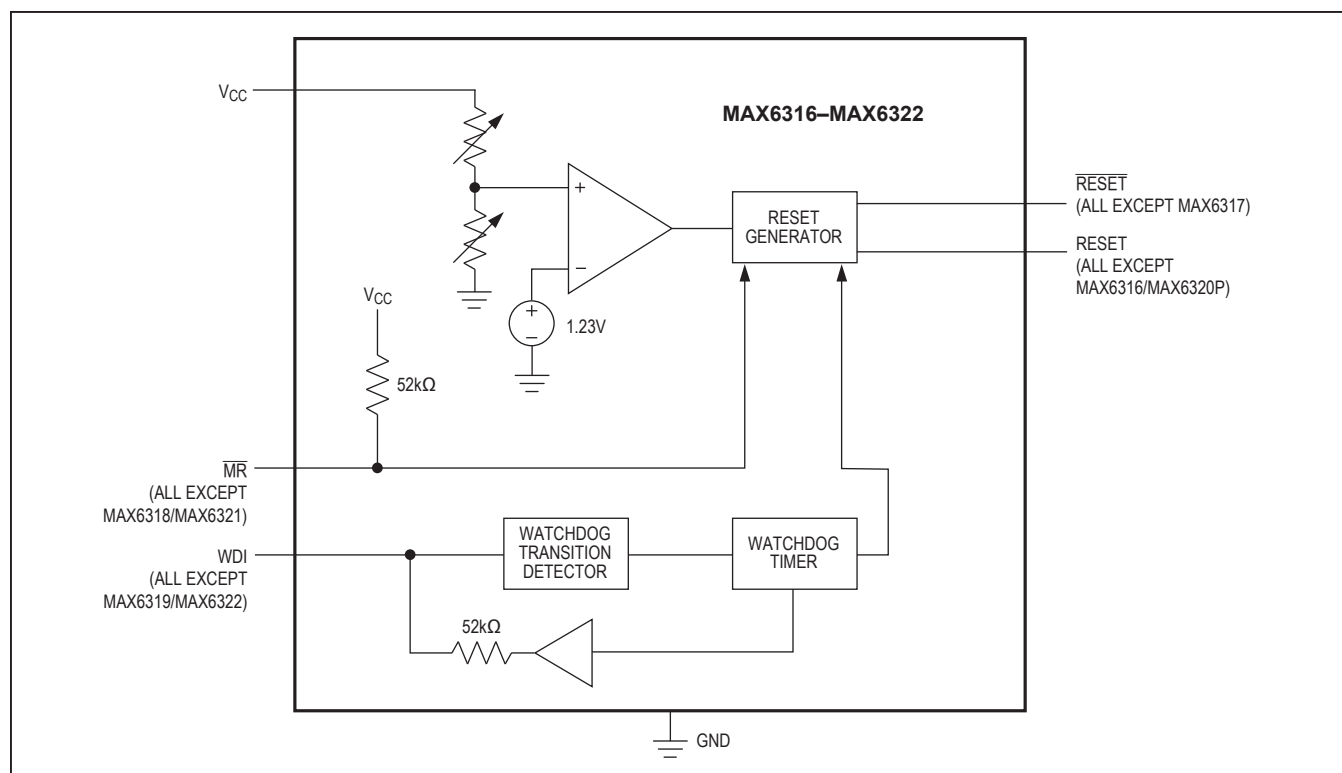 VCC
MAX6316–MAX6322
+
−
RESET
GENERATOR
RESET
(ALL EXCEPT MAX6317)
RESET
(ALL EXCEPT
MAX6316/MAX6320P)
VCC
+
−
1.23V
52kΩ
MR
(ALL EXCEPT
MAX6318/MAX6321)
WDI
(ALL EXCEPT
MAX6319/MAX6322)
WATCHDOG
TRANSITION
DETECTOR
WATCHDOG
TIMER
52kΩ
GND